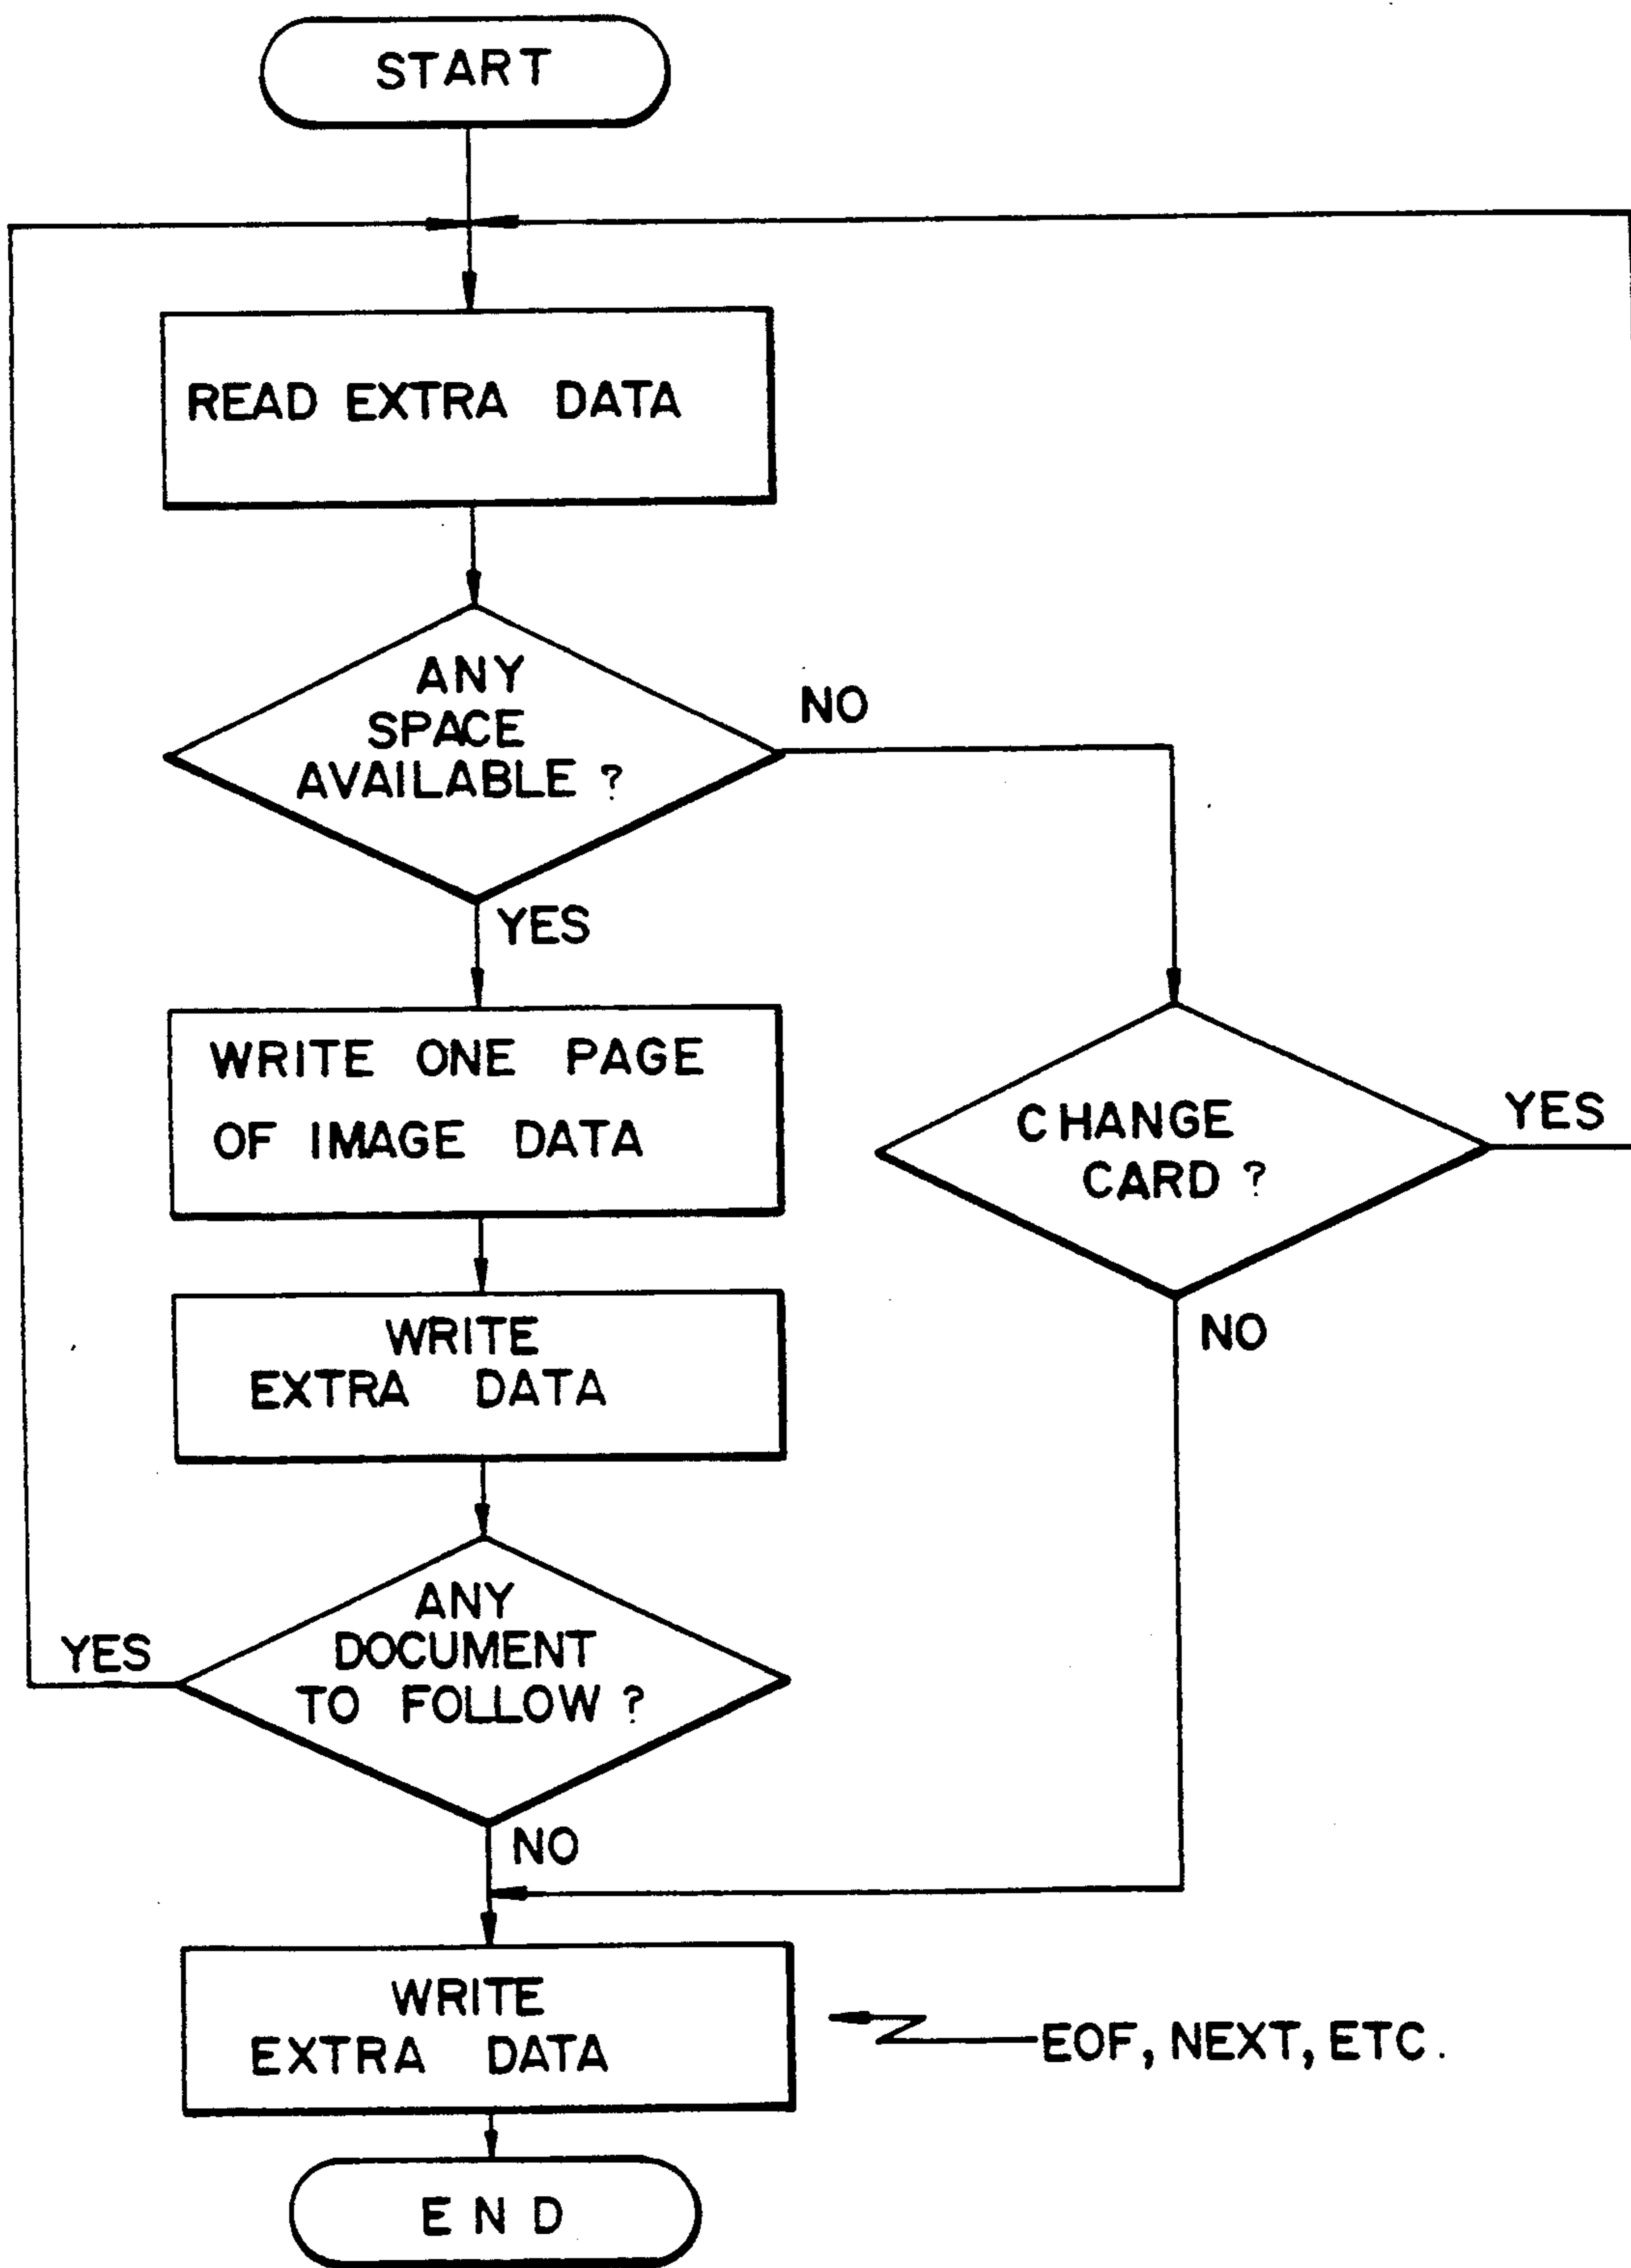 START
READ EXTRA DATA
ANY
SPACE
AVAILABLE ?
NO
YES
WRITE ONE PAGE
OF IMAGE DATA
CHANGE
CARD ?
YES
NO
WRITE
EXTRA DATA
ANY
DOCUMENT
TO FOLLOW ?
YES
NO
WRITE
EXTRA DATA
EOF, NEXT, ETC.
END